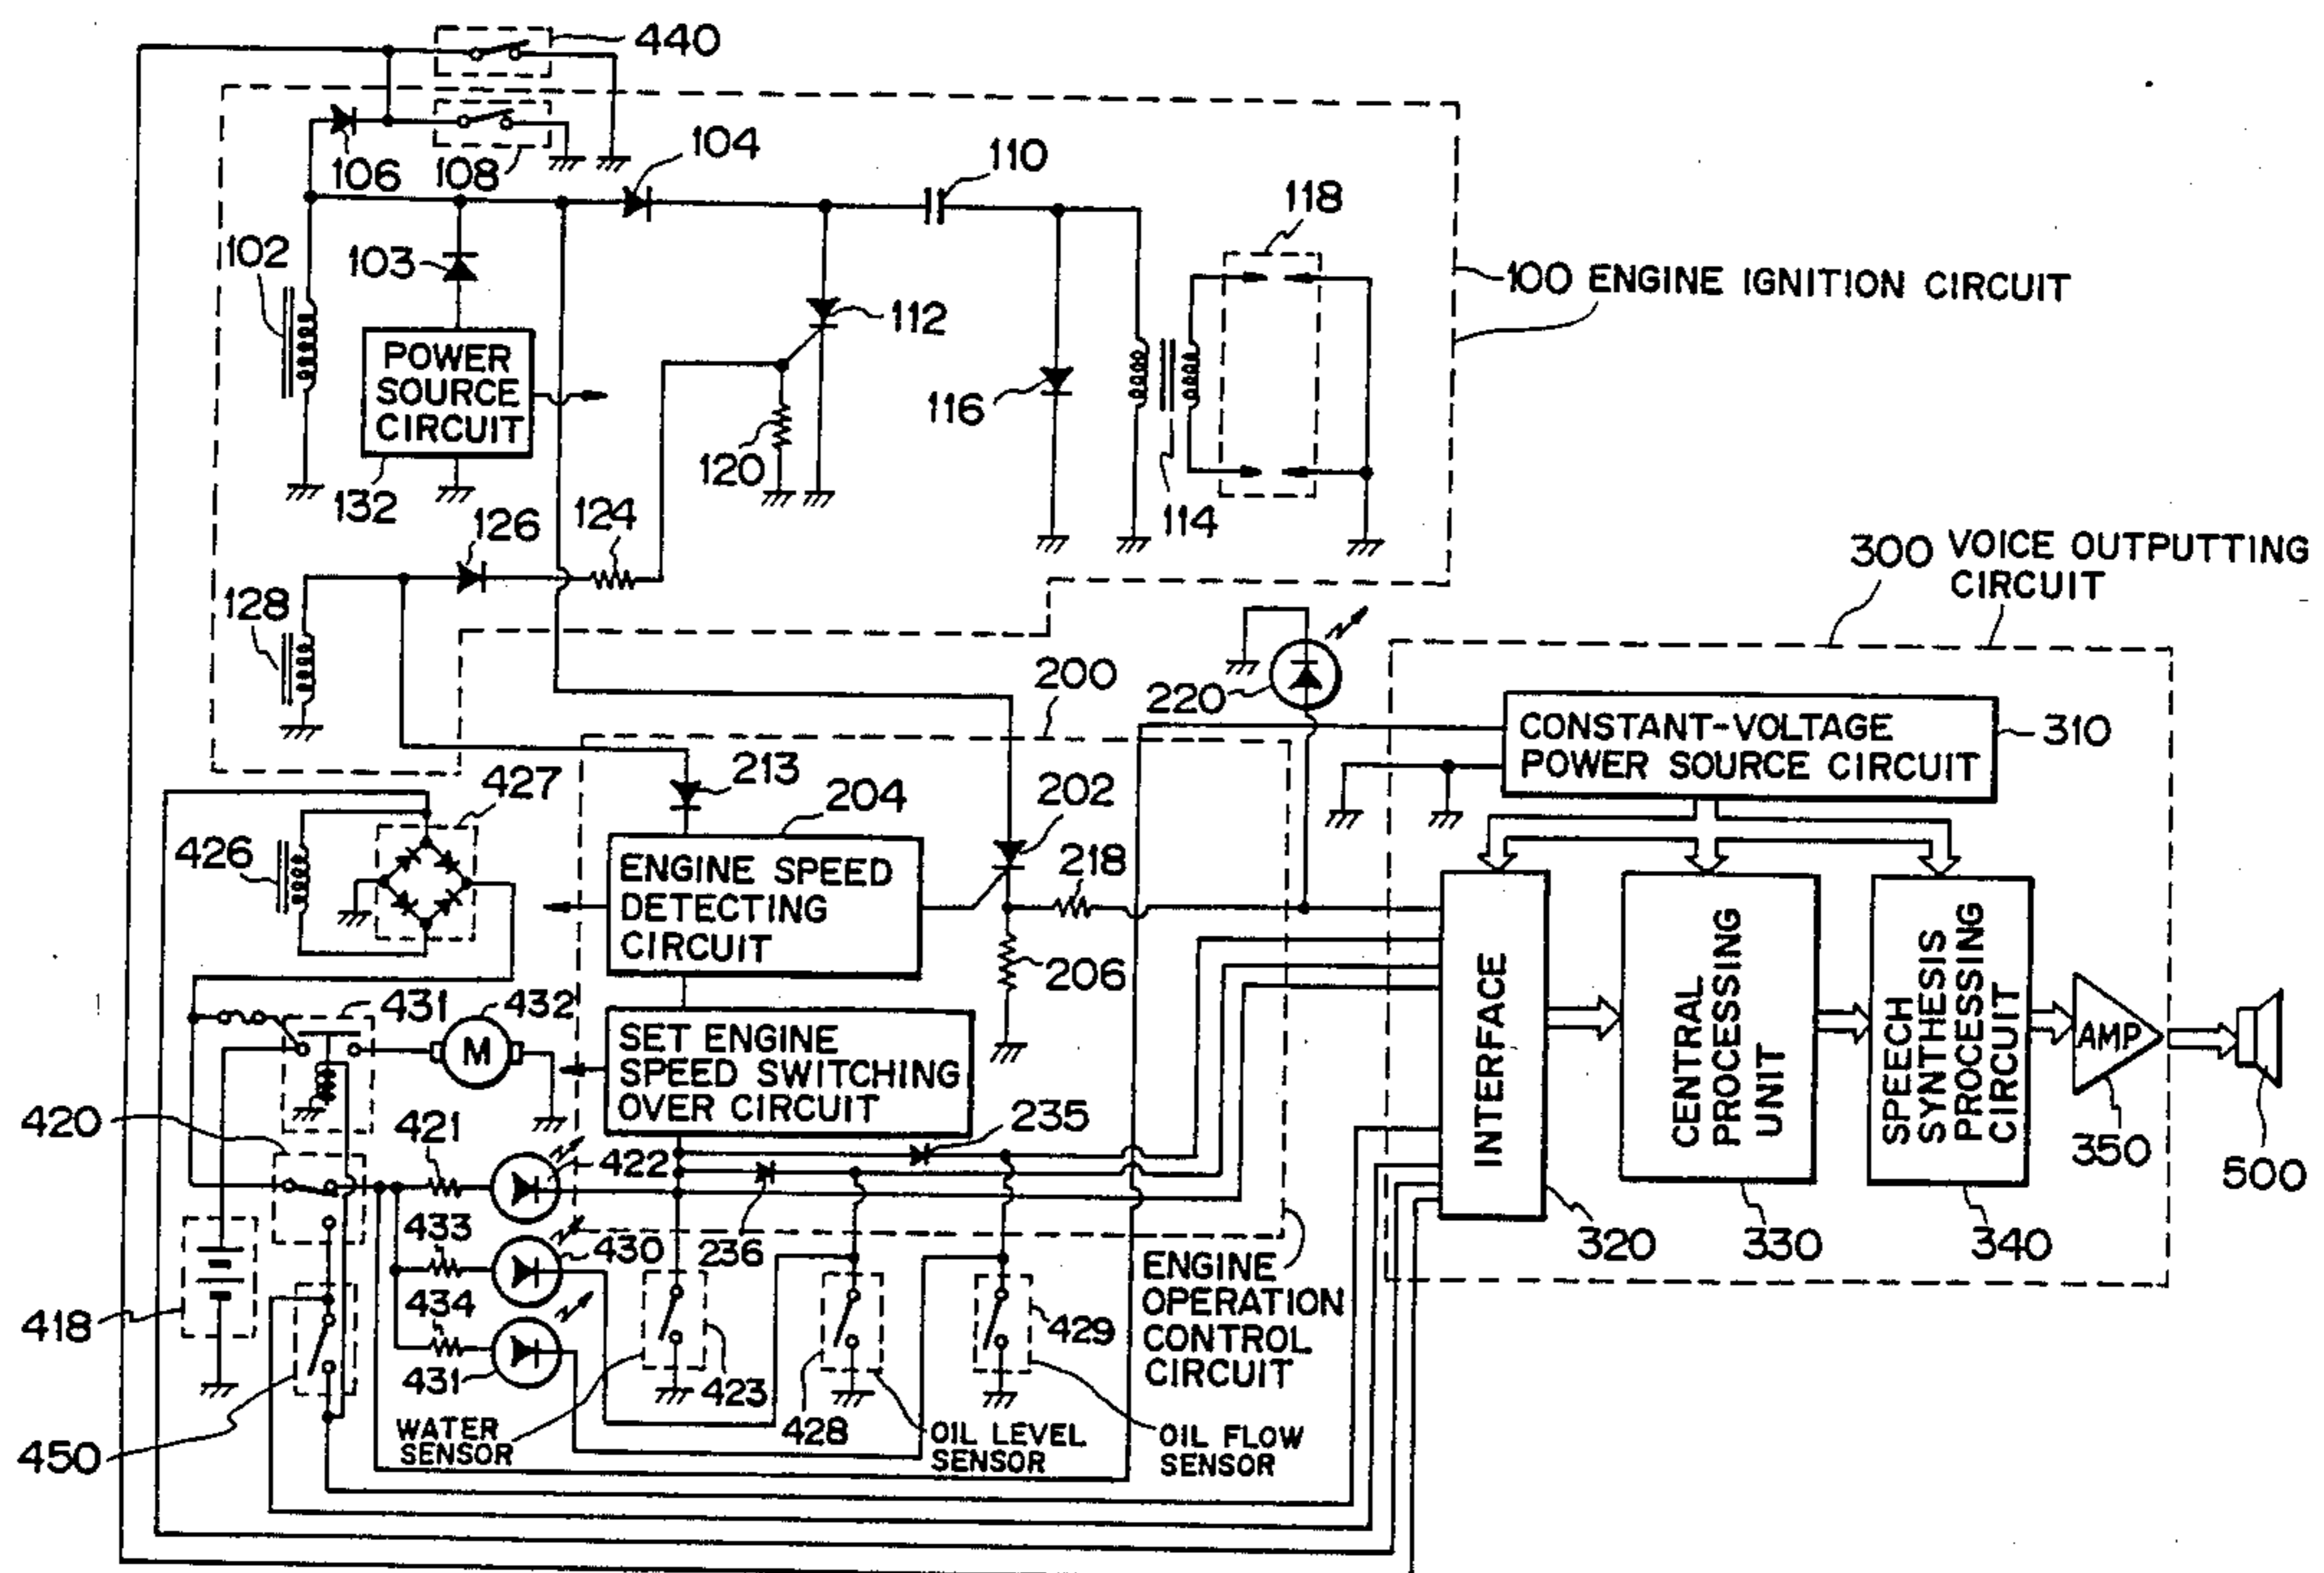 440
106
108
104
110
118
102
103
112
100 ENGINE IGNITION CIRCUIT
POWER
SOURCE
CIRCUIT
116
120
132
126
124
114
128
300 VOICE OUTPUTTING
CIRCUIT
200
220
CONSTANT-VOLTAGE
POWER SOURCE CIRCUIT
310
213
427
204
202
426
218
ENGINE SPEED
DETECTING
CIRCUIT
206
431
432
M
SET ENGINE
SPEED SWITCHING
OVER CIRCUIT
INTERFACE
CENTRAL
PROCESSING
UNIT
SPEECH
SYNTHESIS
PROCESSING
CIRCUIT
AMP
350
500
420
421
422
235
433
430
236
320
330
340
434
431
418
423
428
429
ENGINE
OPERATION
CONTROL
CIRCUIT
450
WATER
SENSOR
OIL LEVEL
SENSOR
OIL FLOW
SENSOR